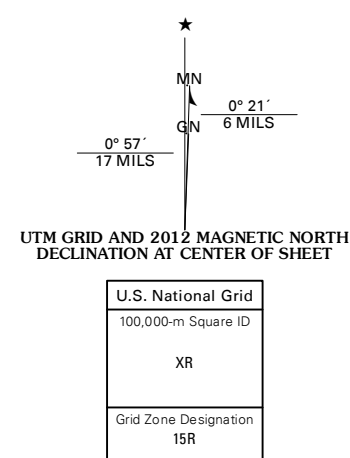 ★
MN
0° 21´
6 MILS
GN
0° 57´
17 MILS
UTM GRID AND 2012 MAGNETIC NORTH
DECLINATION AT CENTER OF SHEET
U.S. National Grid
100,000-m Square ID
XR
Grid Zone Designation
15R